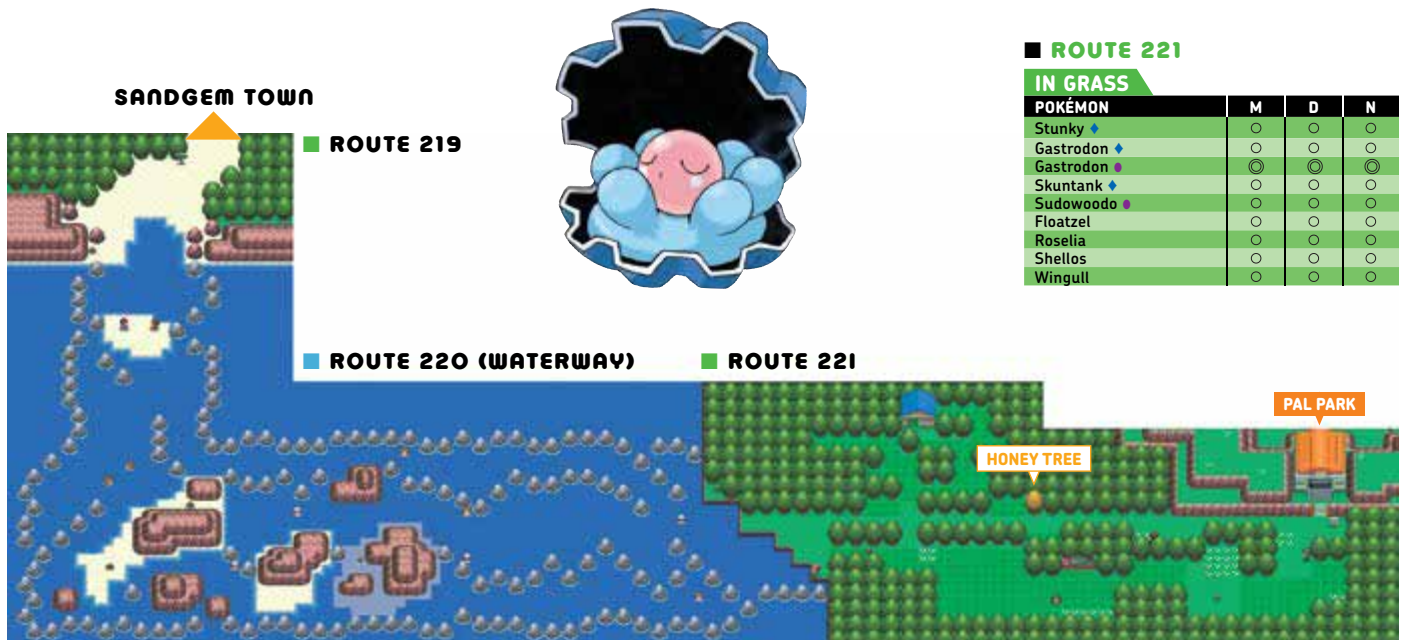 SANDGEM TOWN
■ ROUTE 219
■ ROUTE 220 (WATERWAY)
■ ROUTE 221
HONEY TREE
PAL PARK
■ ROUTE 221
IN GRASS
POKÉMON M D N
Stunky ♦ ○ ○ ○
Gastrodon ♦ ○ ○ ○
Gastrodon ● ◎ ◎ ◎
Skuntank ♦ ○ ○ ○
Sudowoodo ● ○ ○ ○
Floatzel ○ ○ ○
Roselia ○ ○ ○
Shellos ○ ○ ○
Wingull ○ ○ ○